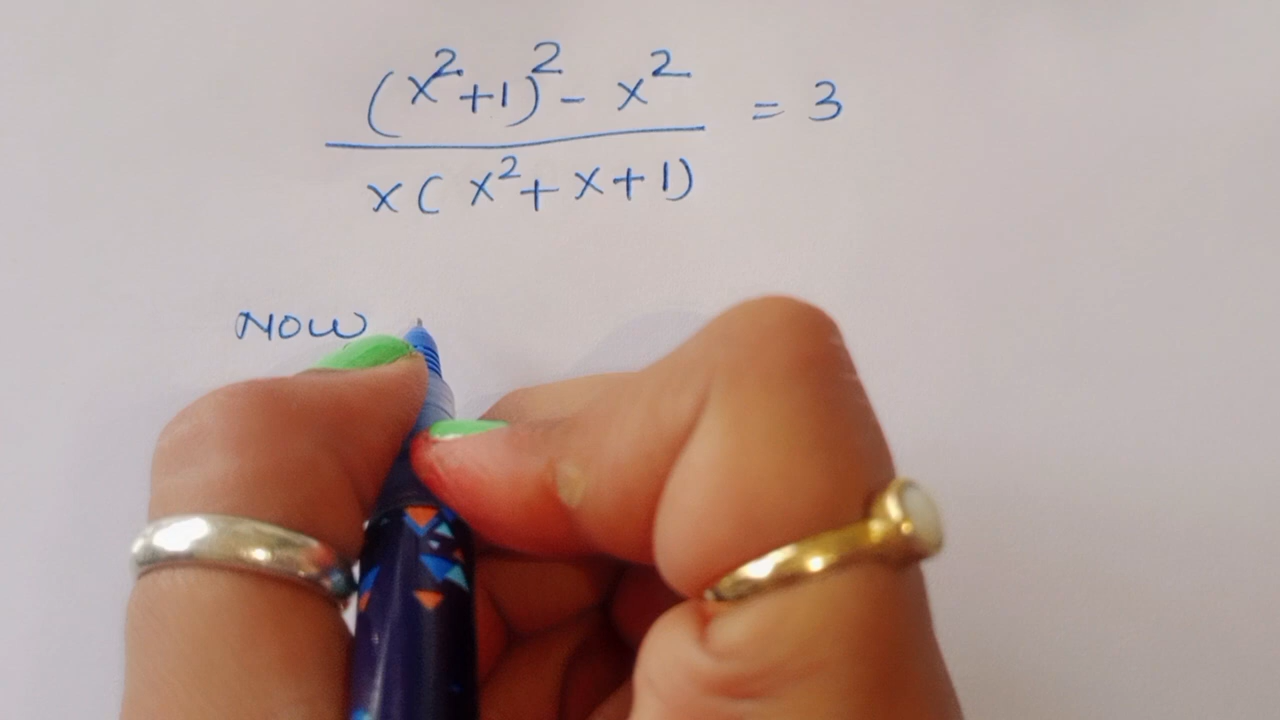 (x²+1)² - x²
x(x²+x+1)
= 3
Now